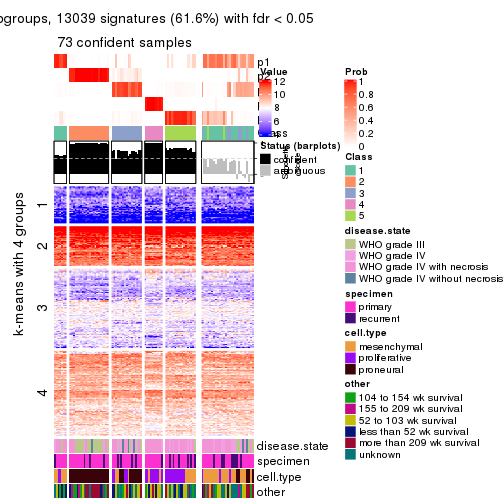 ogroups, 13039 signatures (61.6%) with fdr < 0.05
73 confident samples
p1
Value
12
10
8
6
4
Class
Status (barplots)
confident
ambiguous
Prob
1
0.8
0.6
0.4
0.2
0
Class
1
2
3
4
5
disease.state
WHO grade III
WHO grade IV
WHO grade IV with necrosis
WHO grade IV without necrosis
specimen
primary
recurrent
cell.type
mesenchymal
proliferative
proneural
other
104 to 154 wk survival
155 to 209 wk survival
52 to 103 wk survival
less than 52 wk survival
more than 209 wk survival
unknown
k-means with 4 groups
1
2
3
4
disease.state
specimen
cell.type
other